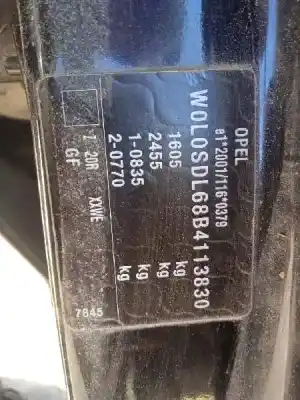 OPEL
e1*2001/116*0379
W0L0SDL68B4113830
1605 kg
2455 kg
1-0835 kg
2-0770 kg
Z 20R XXWE
GF
7845